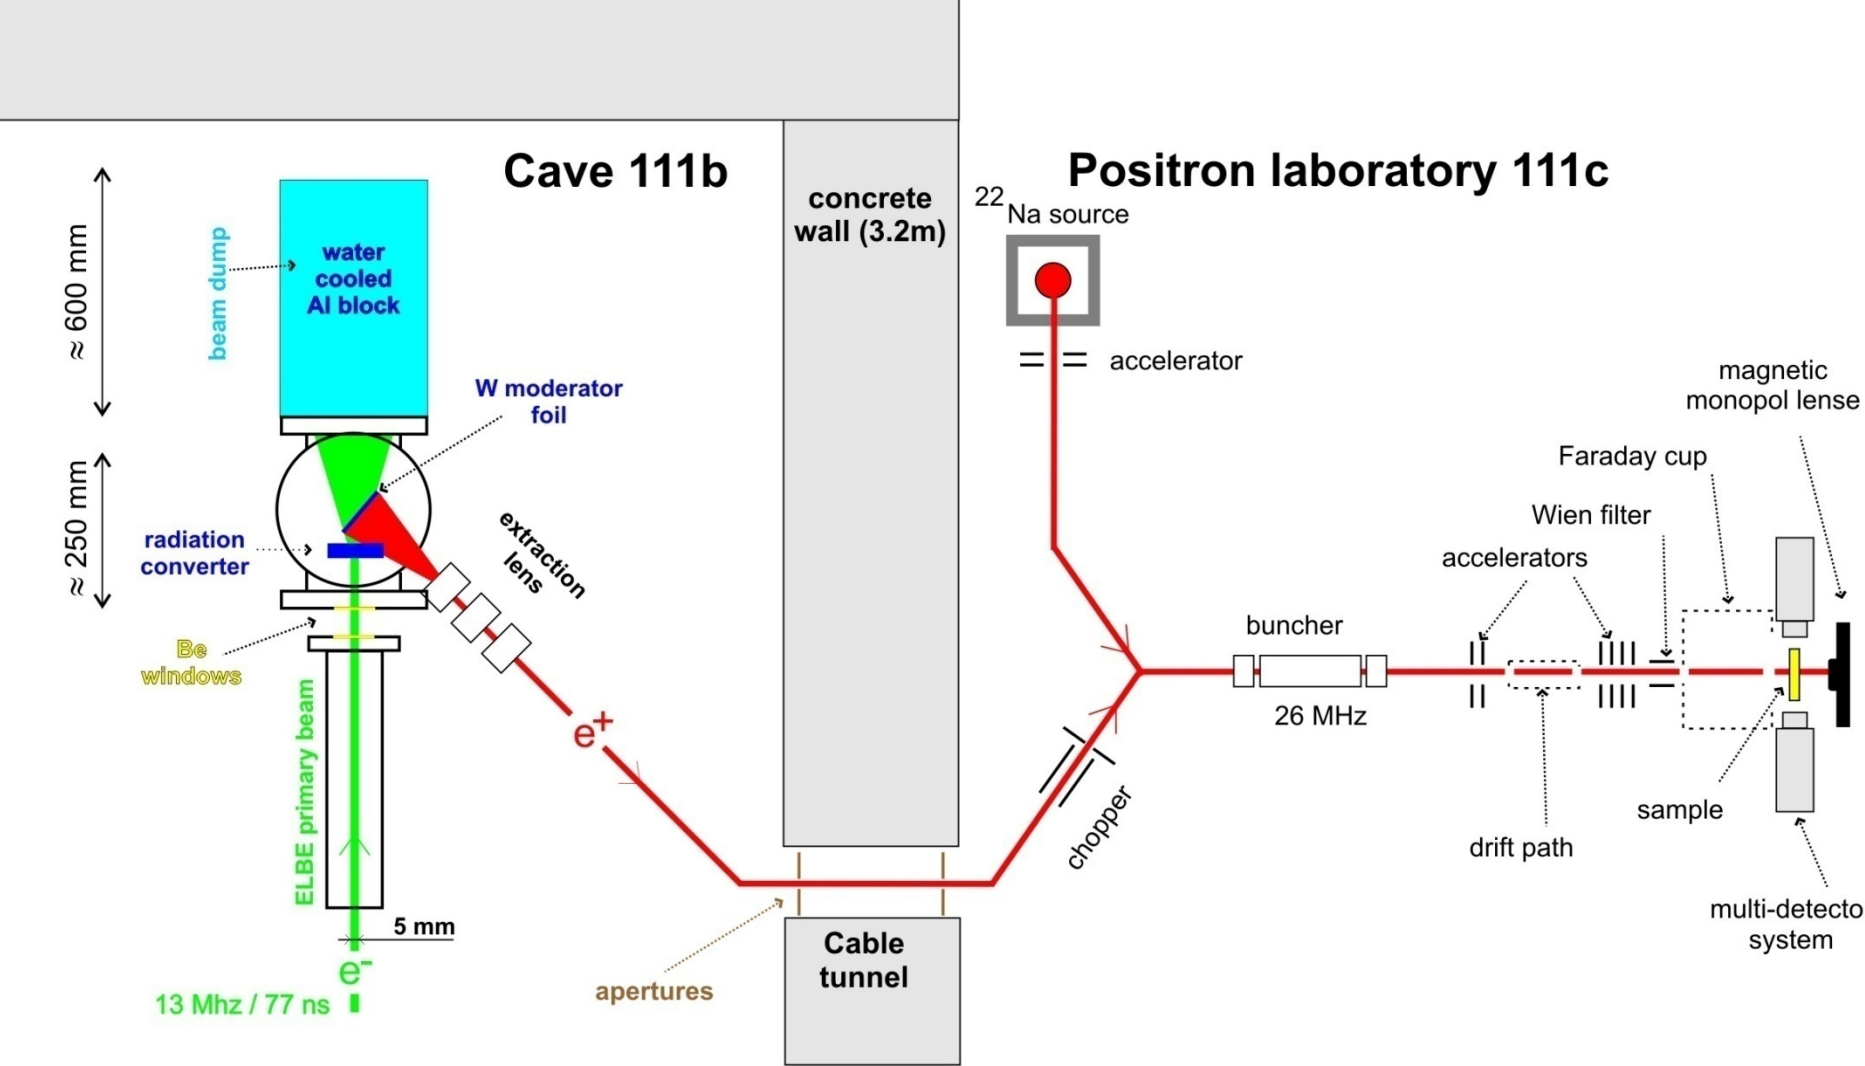 Cave 111b
Positron laboratory 111c
concrete
wall (3.2m)
22
Na source
≈ 600 mm
beam dump
water
cooled
Al block
accelerator
W moderator
foil
magnetic
monopol lense
Faraday cup
≈ 250 mm
radiation
converter
extraction
lens
Wien filter
accelerators
Be
windows
buncher
26 MHz
ELBE primary beam
e+
chopper
sample
drift path
5 mm
multi-detecto
system
Cable
tunnel
e-
apertures
13 Mhz / 77 ns